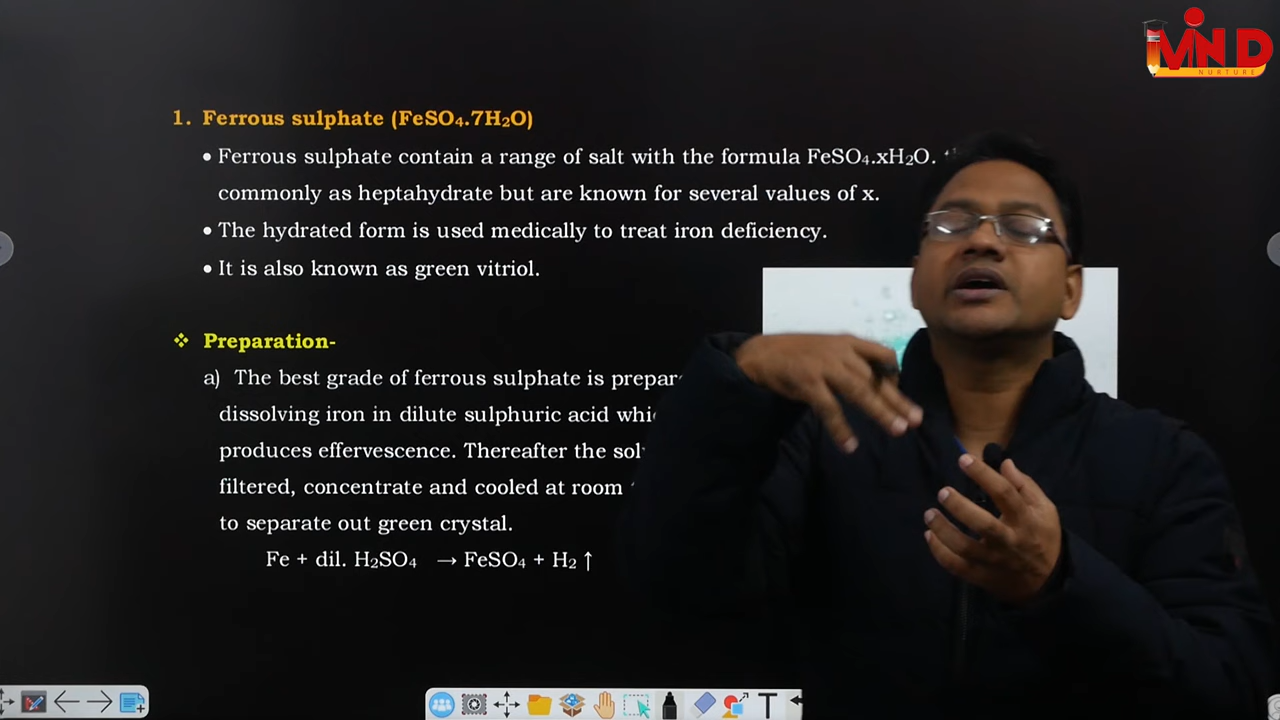 MIND
NURTURE
1. Ferrous sulphate (FeSO₄.7H₂O)
• Ferrous sulphate contain a range of salt with the formula FeSO₄.xH₂O.
commonly as heptahydrate but are known for several values of x.
• The hydrated form is used medically to treat iron deficiency.
• It is also known as green vitriol.
❖ Preparation-
a) The best grade of ferrous sulphate is
dissolving iron in dilute sulphuric acid
produces effervescence. Thereafter the
filtered, concentrate and cooled at room
to separate out green crystal.
Fe + dil. H₂SO₄ → FeSO₄ + H₂ ↑
T